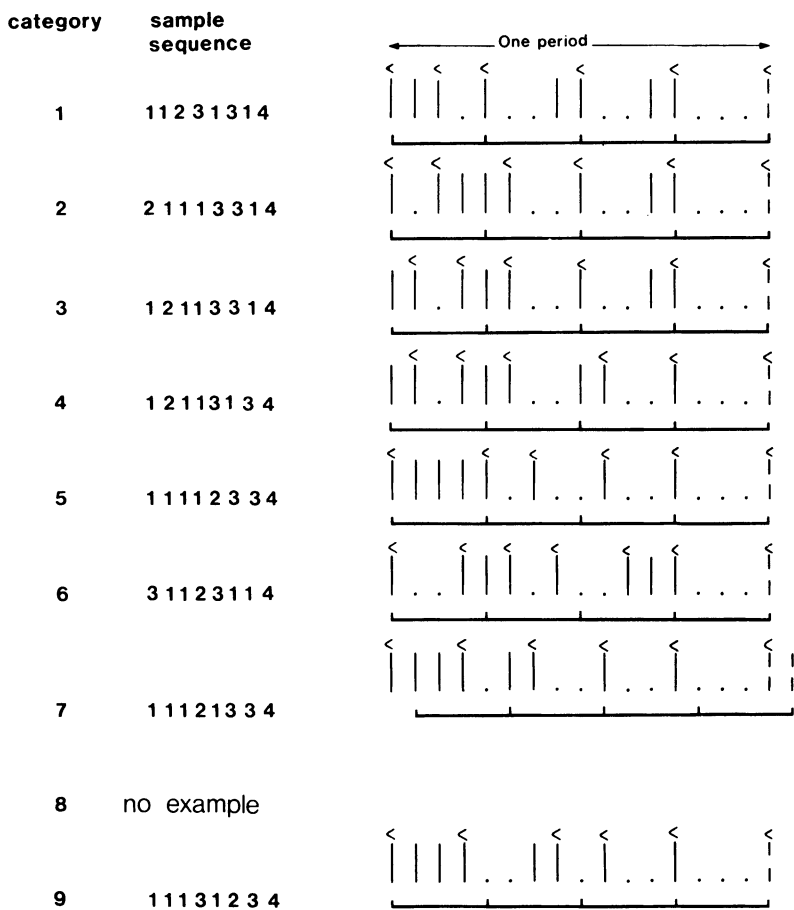 category sample
sequence
One period
1 1 1 2 3 1 3 1 4
2 2 1 1 1 3 3 1 4
3 1 2 1 1 3 3 1 4
4 1 2 1 1 3 1 3 4
5 1 1 1 1 2 3 3 4
6 3 1 1 2 3 1 1 4
7 1 1 1 2 1 3 3 4
8 no example
9 1 1 1 3 1 2 3 4